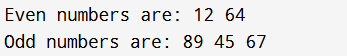 Even numbers are: 12 64
Odd numbers are: 89 45 67